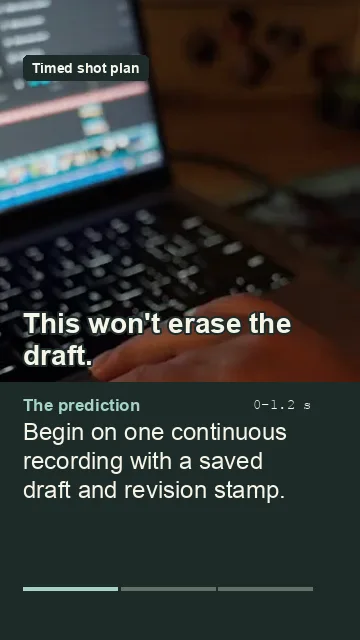 Timed shot plan
This won't erase the
draft.
The prediction
0-1.2 s
Begin on one continuous
recording with a saved
draft and revision stamp.